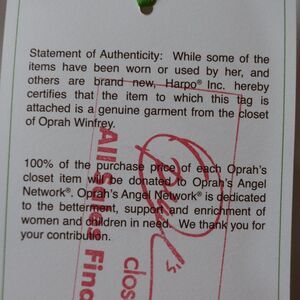 Statement of Authenticity: While some of the
items have been worn or used by her, and
others are brand new, Harpo® Inc. hereby
certifies that the item to which this tag is
attached is a genuine garment from the closet
of Oprah Winfrey.
100% of the purchase price of each Oprah's
closet item will be donated to Oprah's Angel
Network®. Oprah's Angel Network® is dedicated
to the betterment, support and enrichment of
women and children in need. We thank you for
your contribution.
All Sales Fina
's
clos